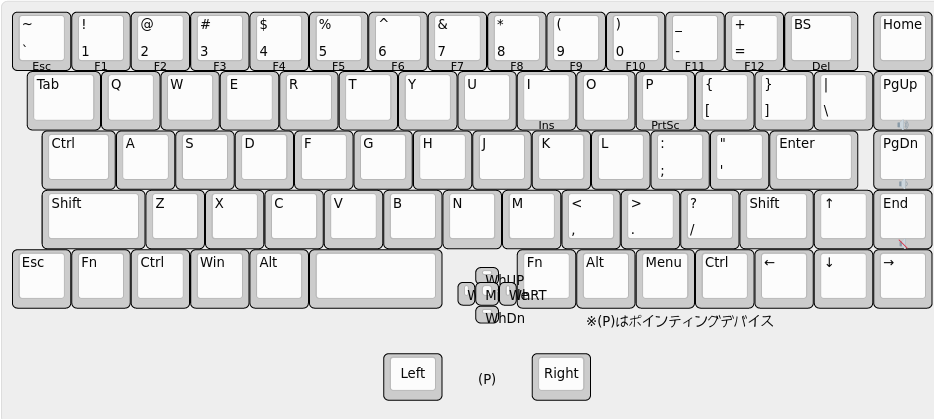 ~ ! @ # $ % ^ & * ( ) _ + BS Home
` 1 2 3 4 5 6 7 8 9 0 - =
Esc F1 F2 F3 F4 F5 F6 F7 F8 F9 F10 F11 F12 Del
Tab Q W E R T Y U I O P { } | PgUp
[ ] \
Ins PrtSc
Ctrl A S D F G H J K L : " Enter PgDn
; '
Shift Z X C V B N M < > ? Shift ↑ End
, . /
Esc Fn Ctrl Win Alt Fn Alt Menu Ctrl ← ↓ →
WhUP
WhDn
※(P)はポインティングデバイス
Left (P) Right